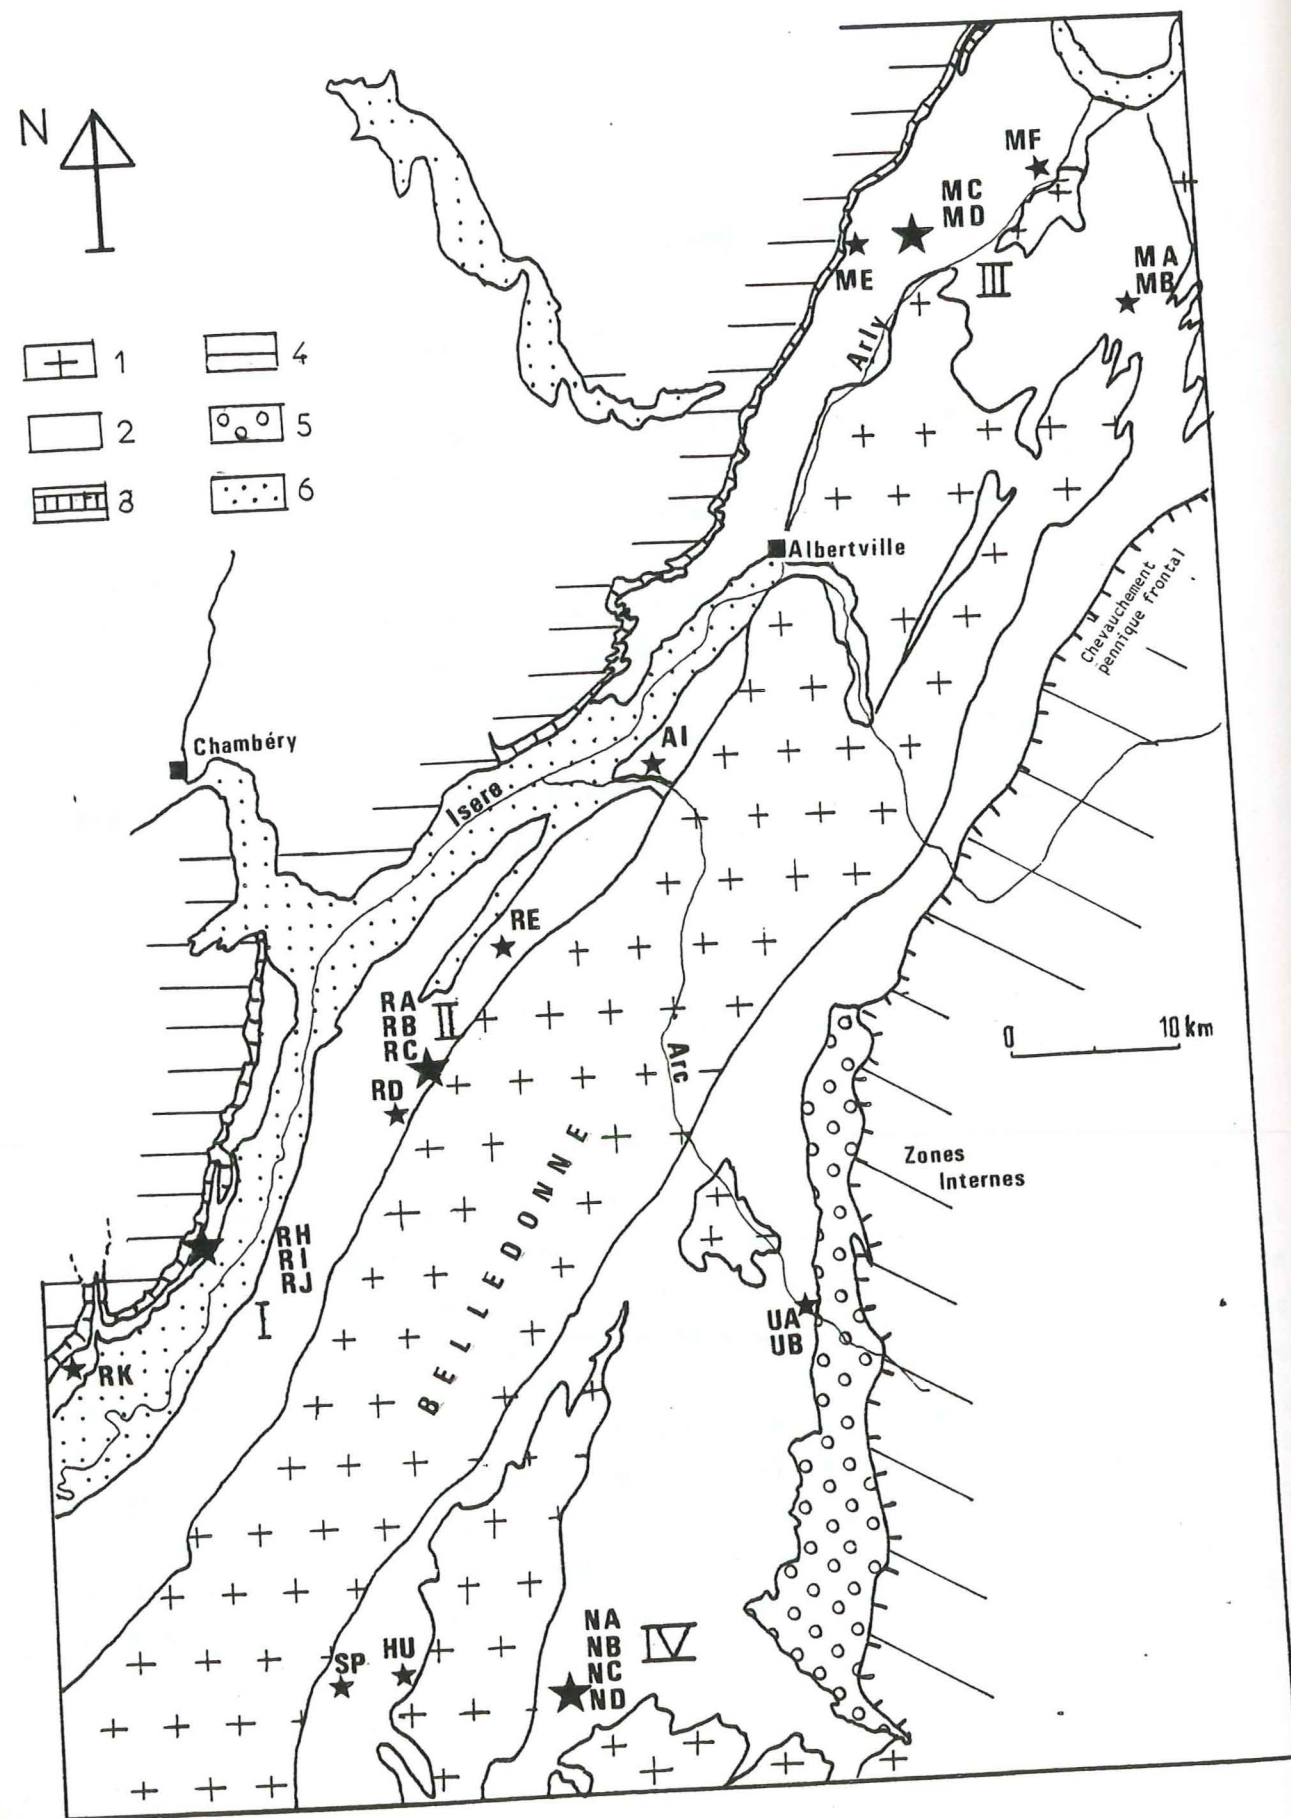 N
MF
MC
MD
ME
III
MA
MB
Arly
1
2
3
4
5
6
Albertville
Chevauchement
pennique frontal
Chambéry
AI
Isere
RE
RA
RB
RC
II
RD
Arc
0 10 km
Zones
Internes
BELLEDONNE
RH
RI
RJ
I
RK
UA
UB
NA
NB
NC
ND
IV
SP
HU